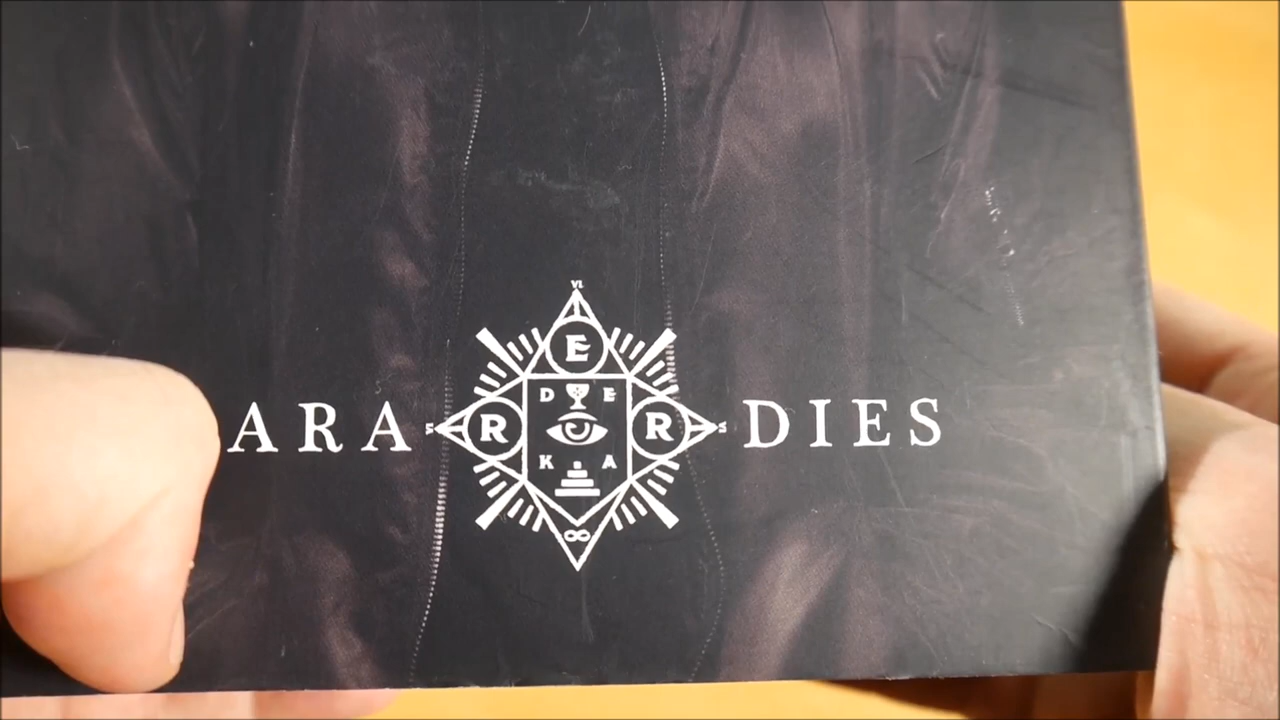 VI
E
D E
ARA R R DIES
K A
∞